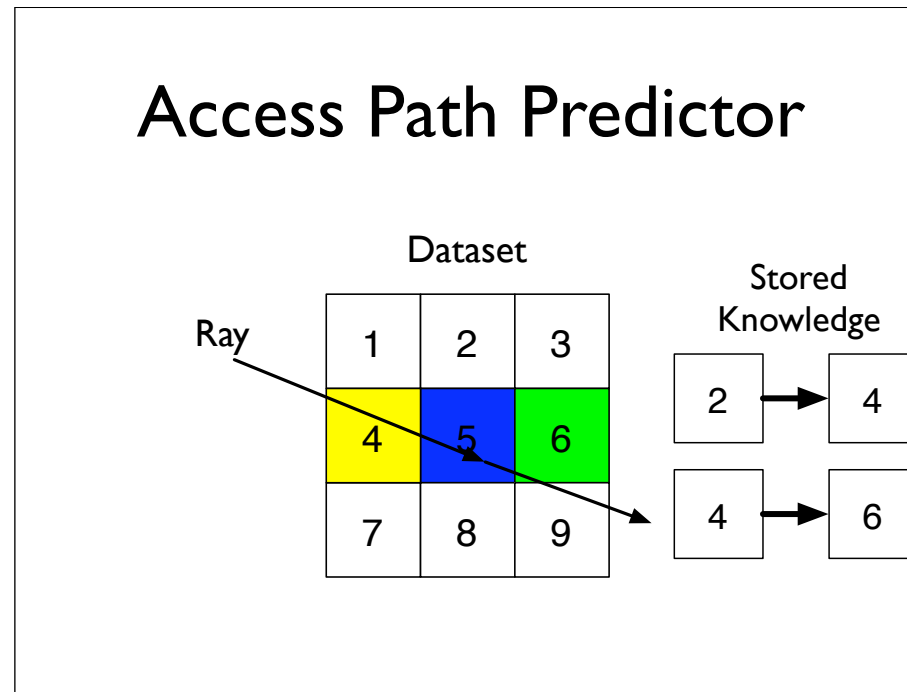 Access Path Predictor
Dataset
Stored
Knowledge
Ray
1 2 3
2 4
4 5 6
4 6
7 8 9